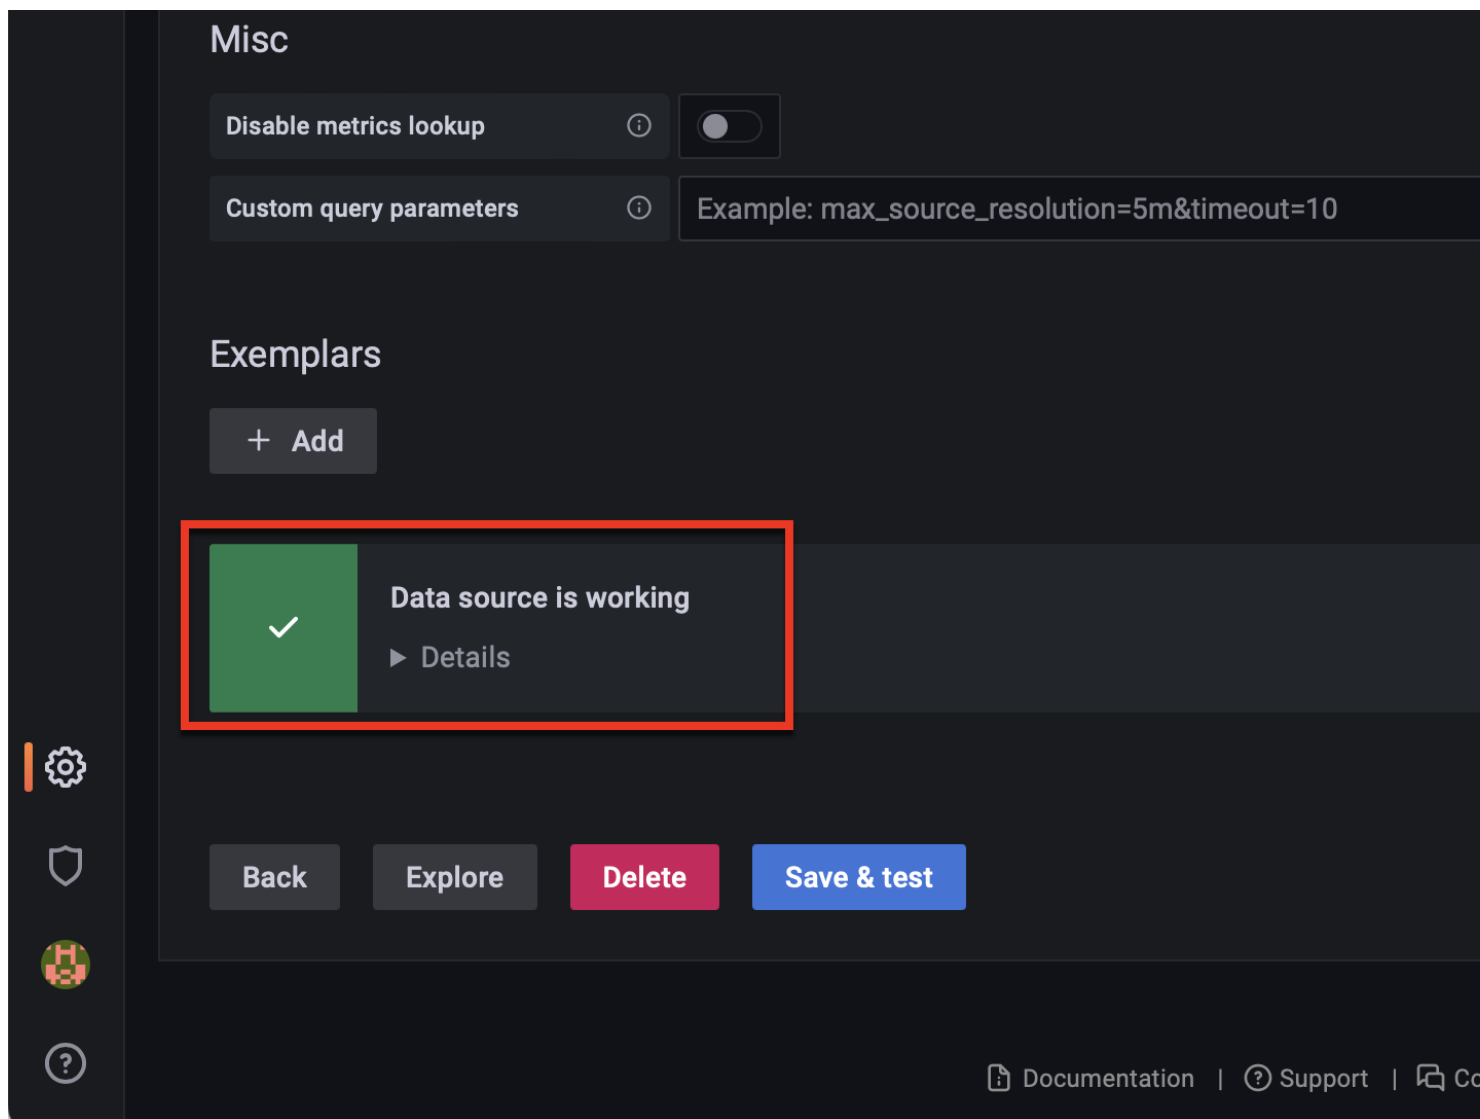 Misc
Disable metrics lookup
Custom query parameters Example: max_source_resolution=5m&timeout=10
Exemplars
+ Add
Data source is working
Details
Back Explore Delete Save & test
Documentation | Support |